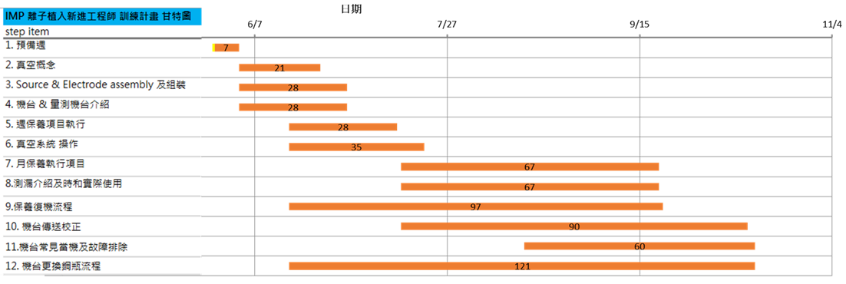 日期
IMP 離子植入新進工程師 訓練計畫 甘特圖
6/7 7/27 9/15 11/4
step item
1. 預備週 7
2. 真空概念 21
3. Source & Electrode assembly 及組裝 28
4. 機台 & 量測機台介紹 28
5. 週保養項目執行 28
6. 真空系統 操作 35
7. 月保養執行項目 67
8.測漏介紹及時和實際使用 67
9.保養復機流程 97
10. 機台傳送校正 90
11.機台常見當機及故障排除 60
12. 機台更換鋼瓶流程 121